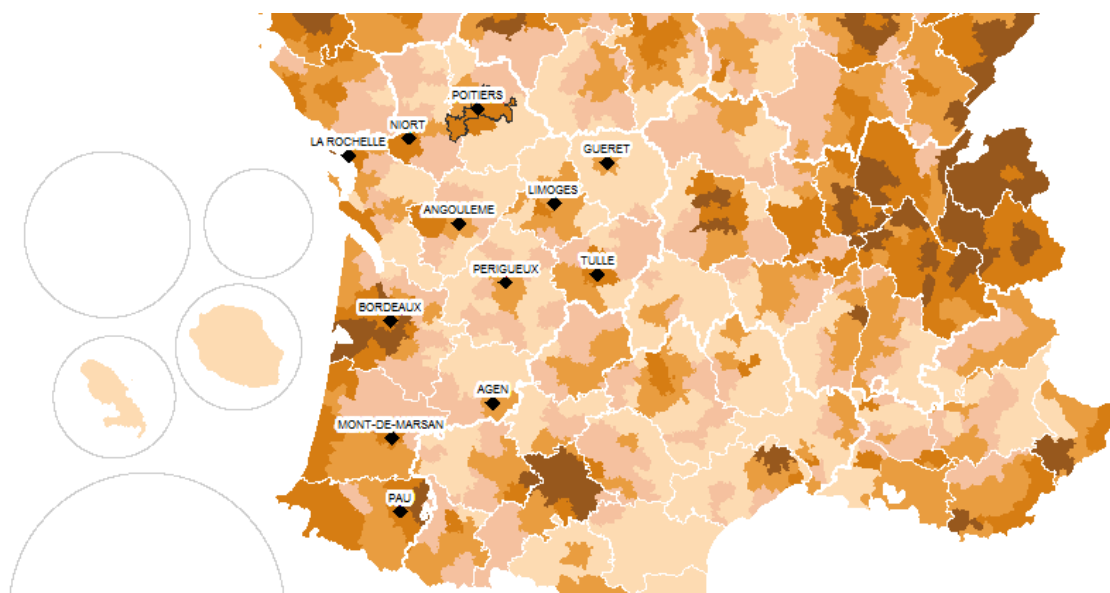 POITIERS
NIORT
LA ROCHELLE
GUERET
LIMOGES
ANGOULEME
TULLE
PERIGUEUX
BORDEAUX
AGEN
MONT-DE-MARSAN
PAU